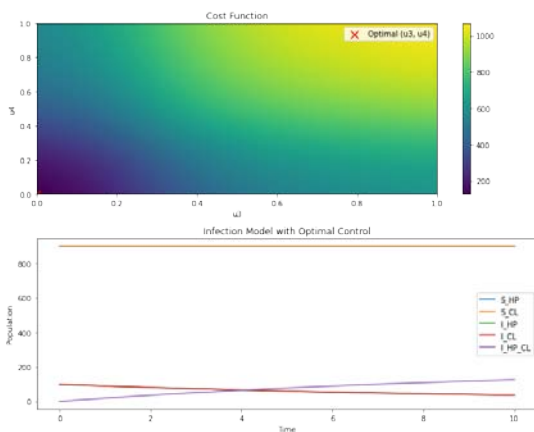 Cost Function
Optimal (u3, u4)
1.0
0.8
0.6
0.4
0.2
0.0
u4
0.0 0.2 0.4 0.6 0.8 1.0
u3
1000
800
600
400
200
Infection Model with Optimal Control
800
600
400
200
0
Population
S_HP
S_CL
I_HP
I_CL
I_HP_CL
0 2 4 6 8 10
Time